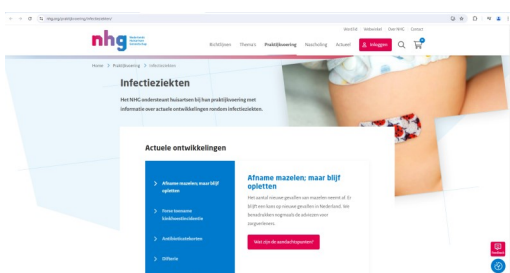 nhg.org/praktijkvoering/infectieziekten/
Webwinkel Over NHG Contact
nhg
Nederlands
Huisartsen
Genootschap
Richtlijnen Thema's Praktijkvoering Nascholing Actueel Inloggen
Home > Praktijkvoering > Infectieziekten
Infectieziekten
Het NHG ondersteunt huisartsen bij hun praktijkvoering met
informatie over actuele ontwikkelingen rondom infectieziekten.
Actuele ontwikkelingen
Afname mazelen; maar blijf
opletten
Forse toename
kinkhoestincidentie
Antibioticatekorten
Difterie
Afname mazelen; maar blijf
opletten
Het aantal nieuwe gevallen van mazelen neemt af. Er
blijft een kans op nieuwe gevallen in Nederland. We
benadrukken nogmaals de adviezen voor
zorgverleners.
Wat zijn de aandachtspunten?
Feedback